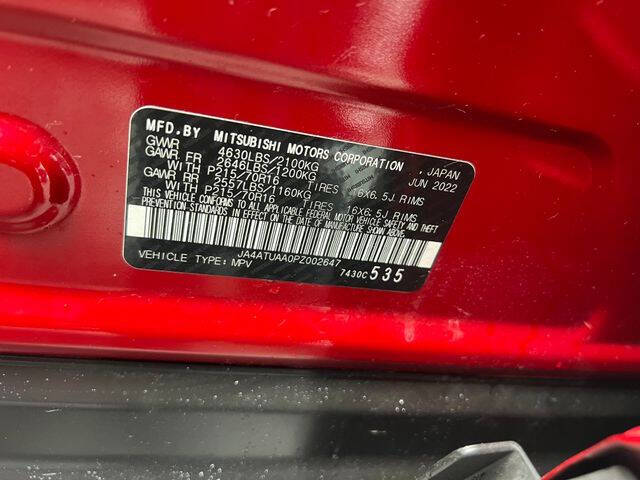 MFD.BY MITSUBISHI MOTORS CORPORATION , JAPAN
GVWR 4630LBS/2100KG JUN 2022
GAWR FR 2646LBS/1200KG
WITH P215/70R16 TIRES 16X6.5J RIMS
GAWR RR 2557LBS/1160KG
WITH P215/70R16 TIRES 16X6.5J RIMS
THIS VEHICLE CONFORMS TO ALL APPLICABLE FEDERAL MOTOR VEHICLE SAFETY AND THEFT
PREVENTION STANDARDS IN EFFECT ON THE DATE OF MANUFACTURE SHOWN ABOVE.
JA4ATUAA0PZ002647
VEHICLE TYPE: MPV 7430C 535